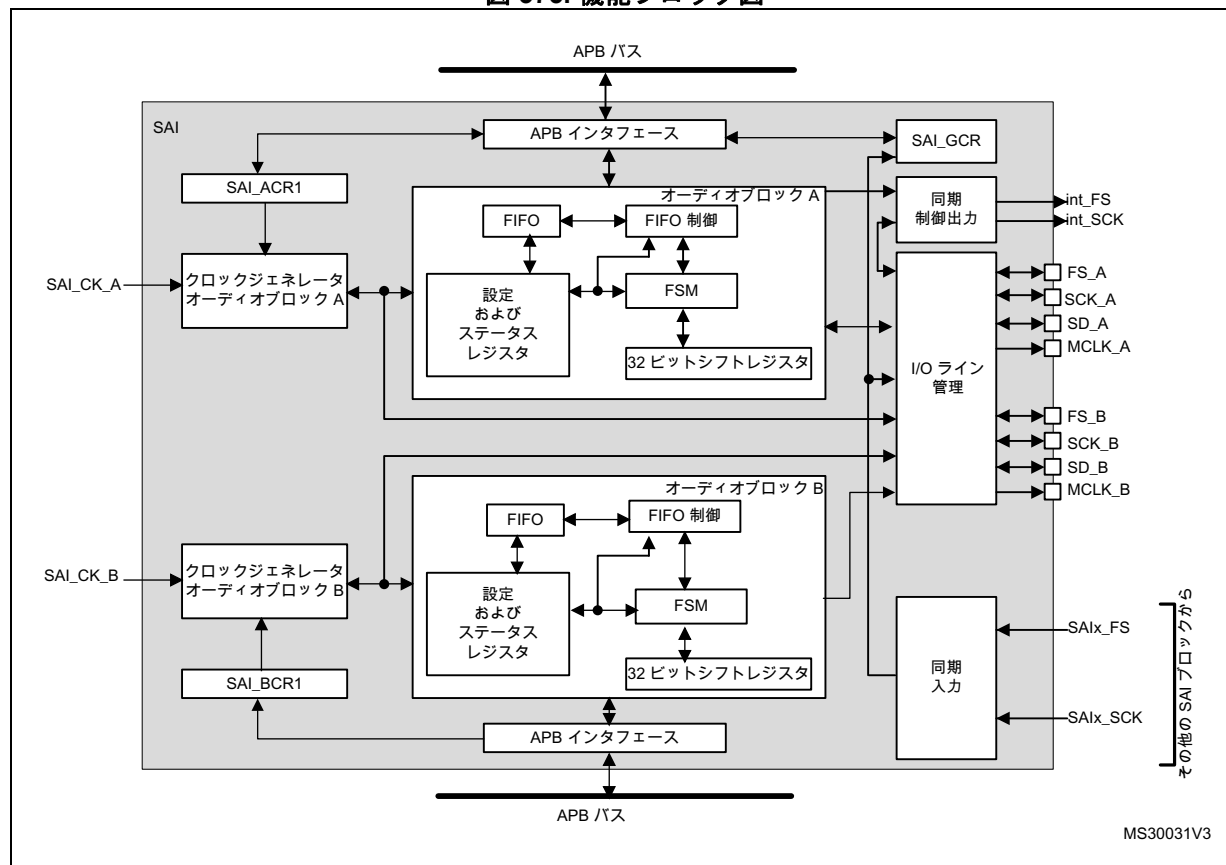 APB バス
SAI
APB インタフェース
SAI_GCR
SAI_ACR1
オーディオブロック A
同期
制御出力
int_FS
int_SCK
FIFO
FIFO 制御
SAI_CK_A
クロックジェネレータ
オーディオブロック A
設定
および
ステータス
レジスタ
FSM
32 ビットシフトレジスタ
I/O ライン
管理
FS_A
SCK_A
SD_A
MCLK_A
FS_B
SCK_B
SD_B
MCLK_B
オーディオブロック B
FIFO
FIFO 制御
SAI_CK_B
クロックジェネレータ
オーディオブロック B
設定
および
ステータス
レジスタ
FSM
32 ビットシフトレジスタ
SAI_BCR1
同期
入力
SAIx_FS
SAIx_SCK
その他の SAI ブロックから
APB インタフェース
APB バス
MS30031V3